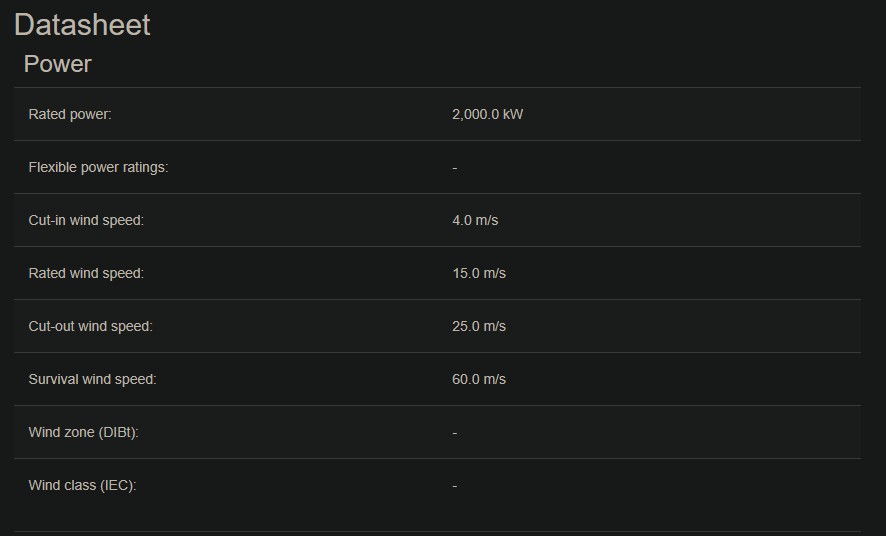 Datasheet
Power
Rated power: 2,000.0 kW
Flexible power ratings: -
Cut-in wind speed: 4.0 m/s
Rated wind speed: 15.0 m/s
Cut-out wind speed: 25.0 m/s
Survival wind speed: 60.0 m/s
Wind zone (DIBt): -
Wind class (IEC): -